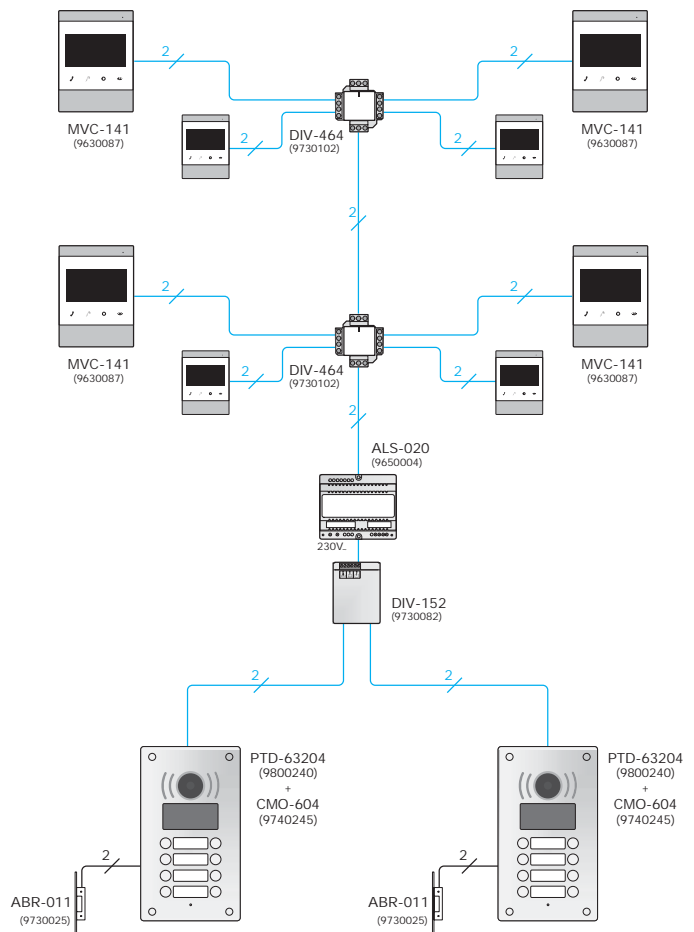 2
2
MVC-141
(9630087)
DIV-464
(9730102)
MVC-141
(9630087)
2
2
2
2
2
MVC-141
(9630087)
DIV-464
(9730102)
MVC-141
(9630087)
2
2
2
ALS-020
(9650004)
230V~
DIV-152
(9730082)
2
2
PTD-63204
(9800240)
+
CMO-604
(9740245)
PTD-63204
(9800240)
+
CMO-604
(9740245)
2
2
ABR-011
(9730025)
ABR-011
(9730025)